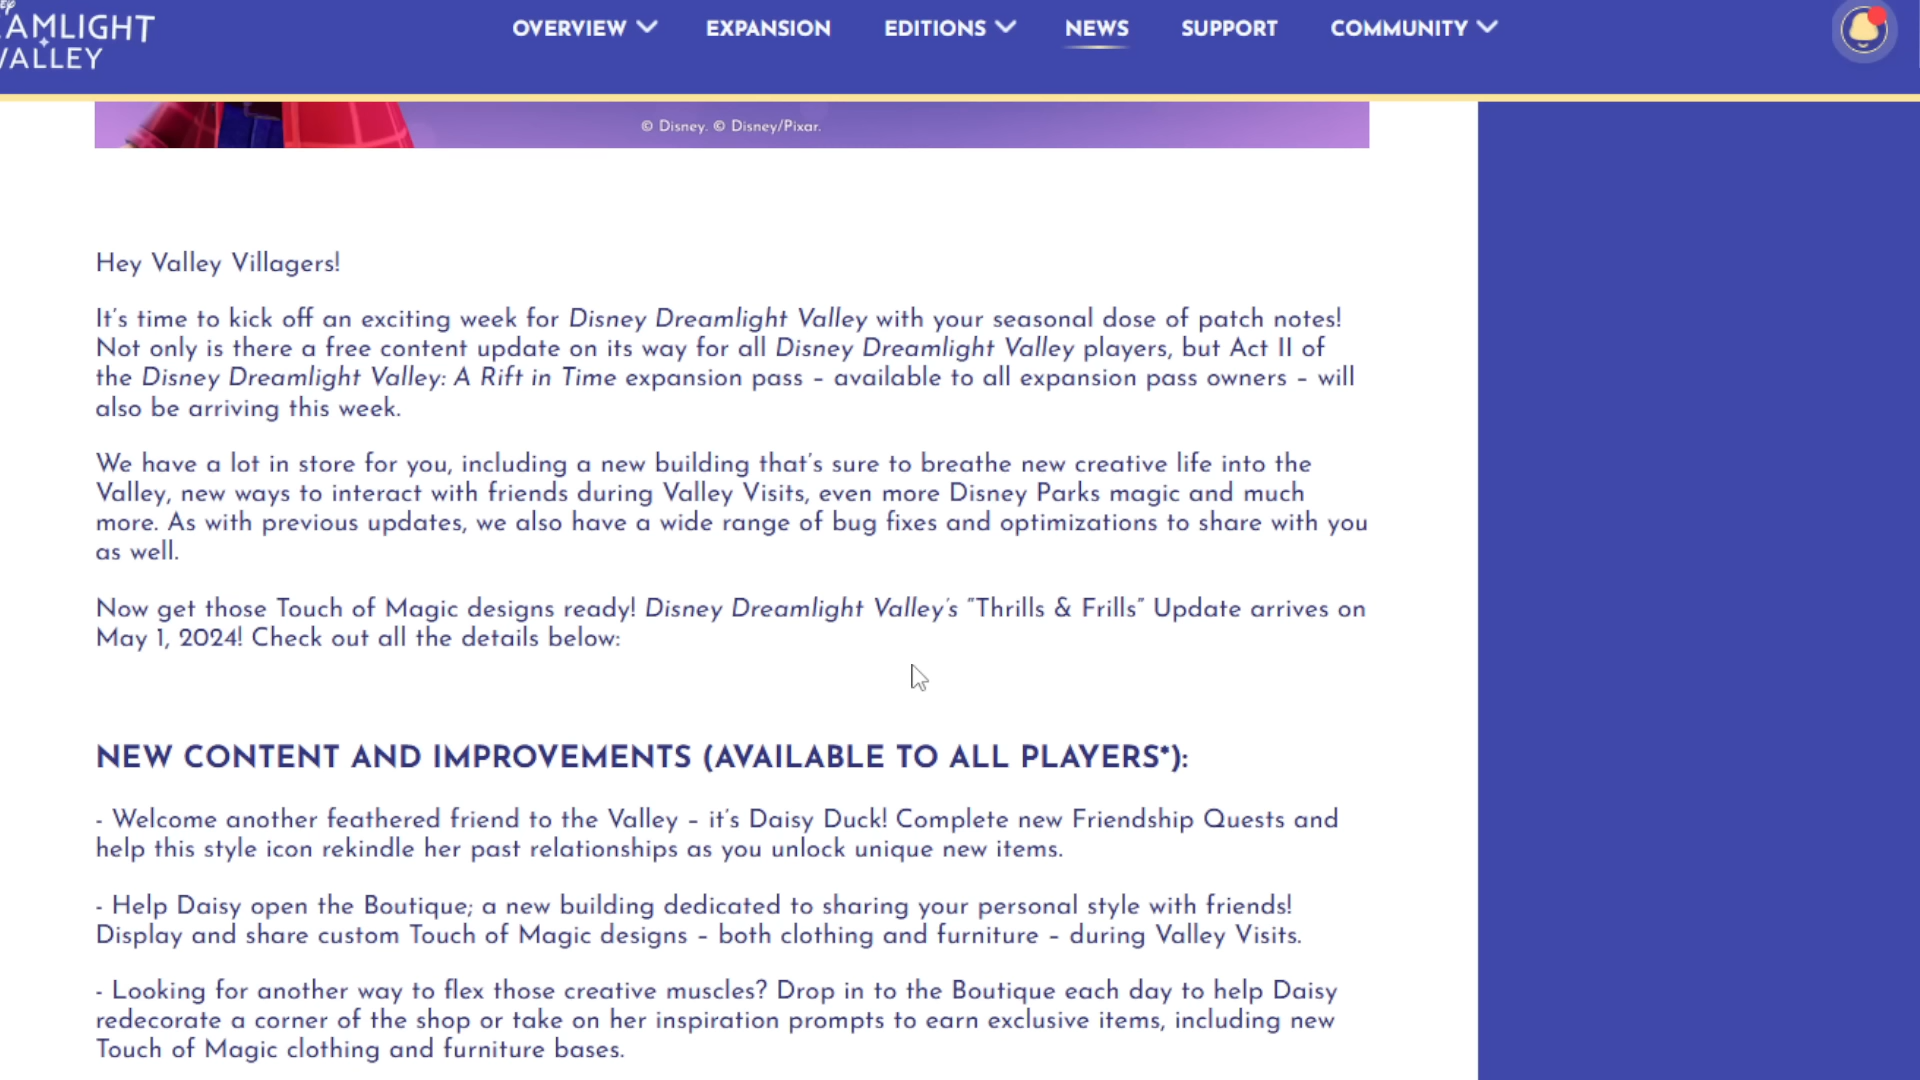 AMLIGHT
VALLEY
OVERVIEW
EXPANSION
EDITIONS
NEWS
SUPPORT
COMMUNITY
© Disney. © Disney/Pixar.
Hey Valley Villagers!
It's time to kick off an exciting week for Disney Dreamlight Valley with your seasonal dose of patch notes!
Not only is there a free content update on its way for all Disney Dreamlight Valley players, but Act II of
the Disney Dreamlight Valley: A Rift in Time expansion pass – available to all expansion pass owners – will
also be arriving this week.
We have a lot in store for you, including a new building that's sure to breathe new creative life into the
Valley, new ways to interact with friends during Valley Visits, even more Disney Parks magic and much
more. As with previous updates, we also have a wide range of bug fixes and optimizations to share with you
as well.
Now get those Touch of Magic designs ready! Disney Dreamlight Valley's "Thrills & Frills" Update arrives on
May 1, 2024! Check out all the details below:
NEW CONTENT AND IMPROVEMENTS (AVAILABLE TO ALL PLAYERS*):
- Welcome another feathered friend to the Valley – it's Daisy Duck! Complete new Friendship Quests and
help this style icon rekindle her past relationships as you unlock unique new items.
- Help Daisy open the Boutique; a new building dedicated to sharing your personal style with friends!
Display and share custom Touch of Magic designs – both clothing and furniture – during Valley Visits.
- Looking for another way to flex those creative muscles? Drop in to the Boutique each day to help Daisy
redecorate a corner of the shop or take on her inspiration prompts to earn exclusive items, including new
Touch of Magic clothing and furniture bases.